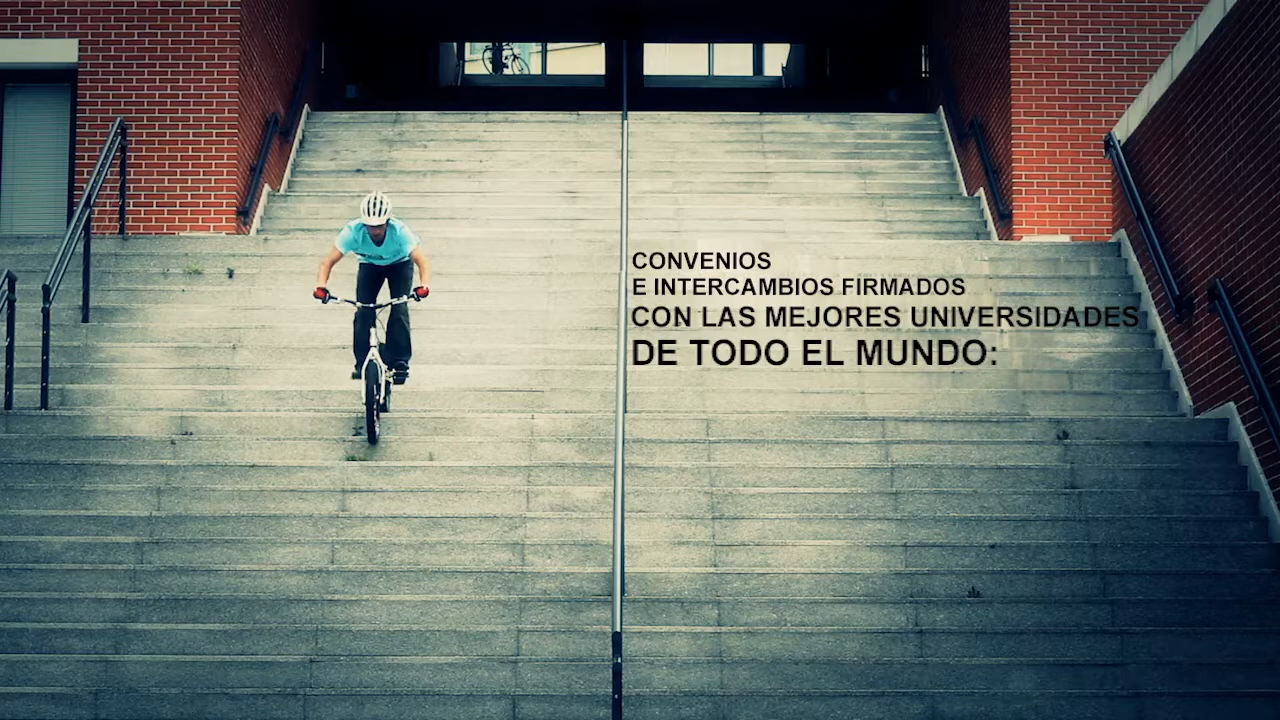 CONVENIOS
E INTERCAMBIOS FIRMADOS
CON LAS MEJORES UNIVERSIDADES
DE TODO EL MUNDO: